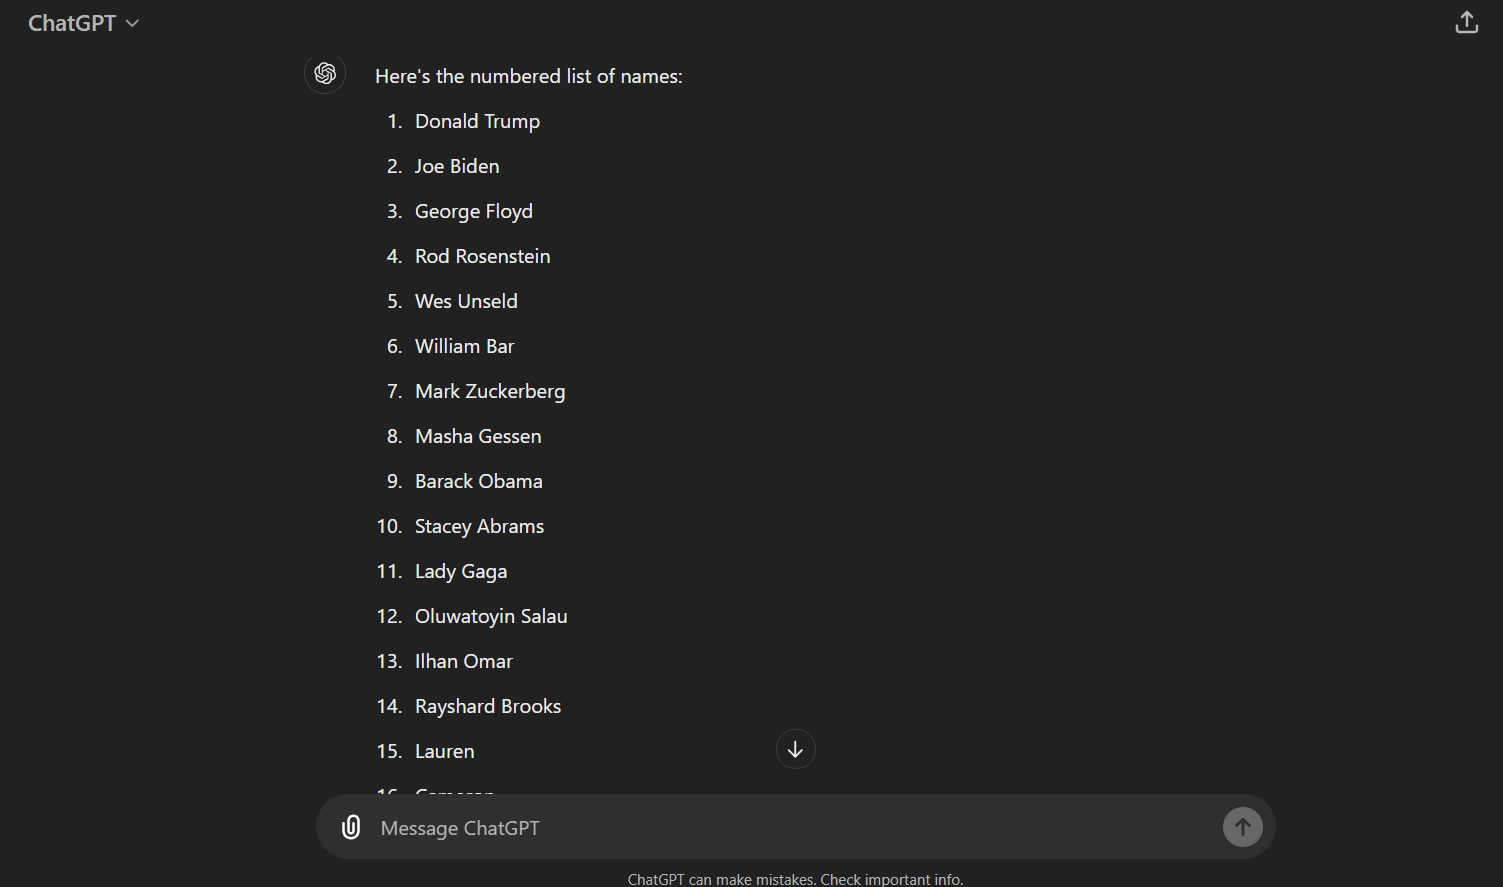 ChatGPT
Here's the numbered list of names:
1. Donald Trump
2. Joe Biden
3. George Floyd
4. Rod Rosenstein
5. Wes Unseld
6. William Bar
7. Mark Zuckerberg
8. Masha Gessen
9. Barack Obama
10. Stacey Abrams
11. Lady Gaga
12. Oluwatoyin Salau
13. Ilhan Omar
14. Rayshard Brooks
15. Lauren
Message ChatGPT
ChatGPT can make mistakes. Check important info.